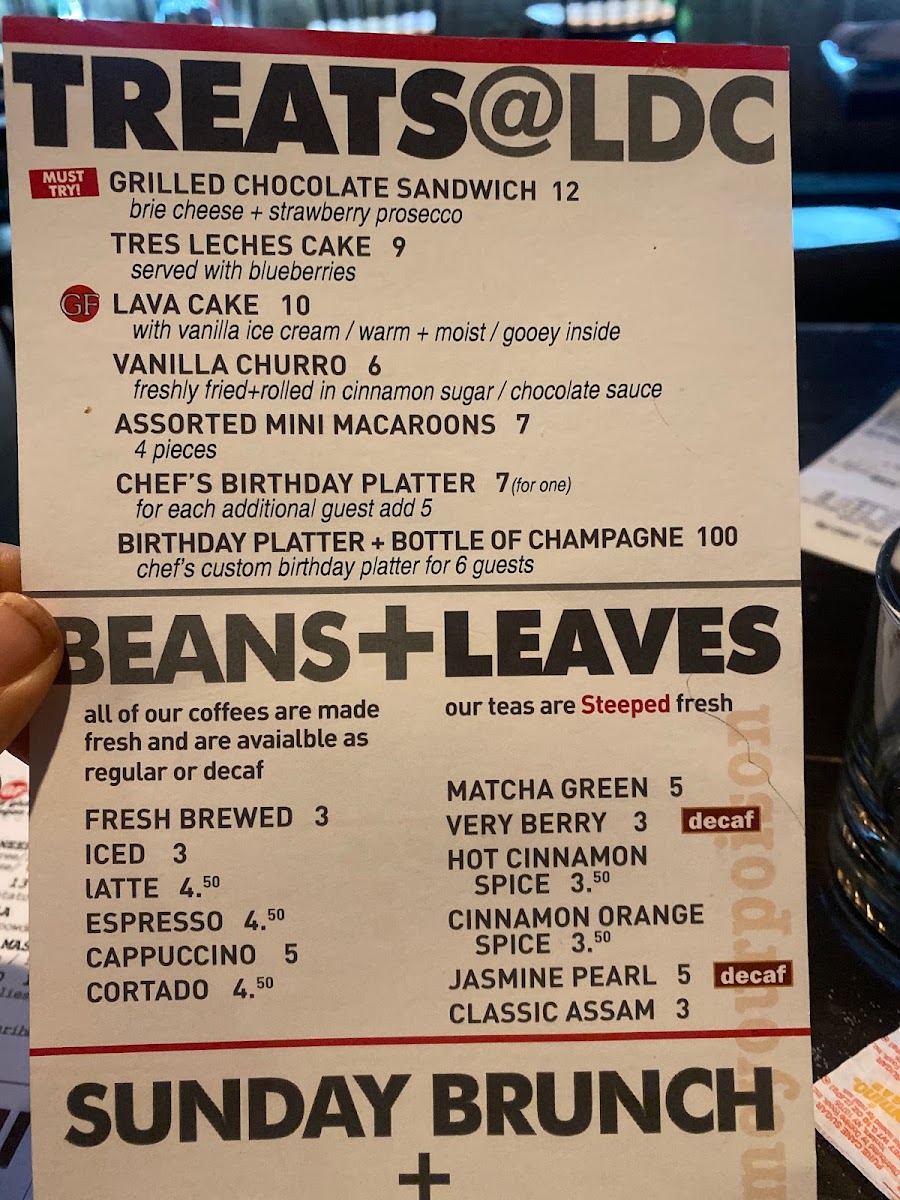 TREATS@LDC
MUST TRY!
GRILLED CHOCOLATE SANDWICH 12
brie cheese + strawberry prosecco
TRES LECHES CAKE 9
served with blueberries
GF LAVA CAKE 10
with vanilla ice cream / warm + moist / gooey inside
VANILLA CHURRO 6
freshly fried+rolled in cinnamon sugar / chocolate sauce
ASSORTED MINI MACAROONS 7
4 pieces
CHEF'S BIRTHDAY PLATTER 7 (for one)
for each additional guest add 5
BIRTHDAY PLATTER + BOTTLE OF CHAMPAGNE 100
chef's custom birthday platter for 6 guests
BEANS+LEAVES
all of our coffees are made
fresh and are avaialble as
regular or decaf
FRESH BREWED 3
ICED 3
lATTE 4.50
ESPRESSO 4.50
CAPPUCCINO 5
CORTADO 4.50
our teas are Steeped fresh
MATCHA GREEN 5
VERY BERRY 3 decaf
HOT CINNAMON
SPICE 3.50
CINNAMON ORANGE
SPICE 3.50
JASMINE PEARL 5 decaf
CLASSIC ASSAM 3
SUNDAY BRUNCH
+